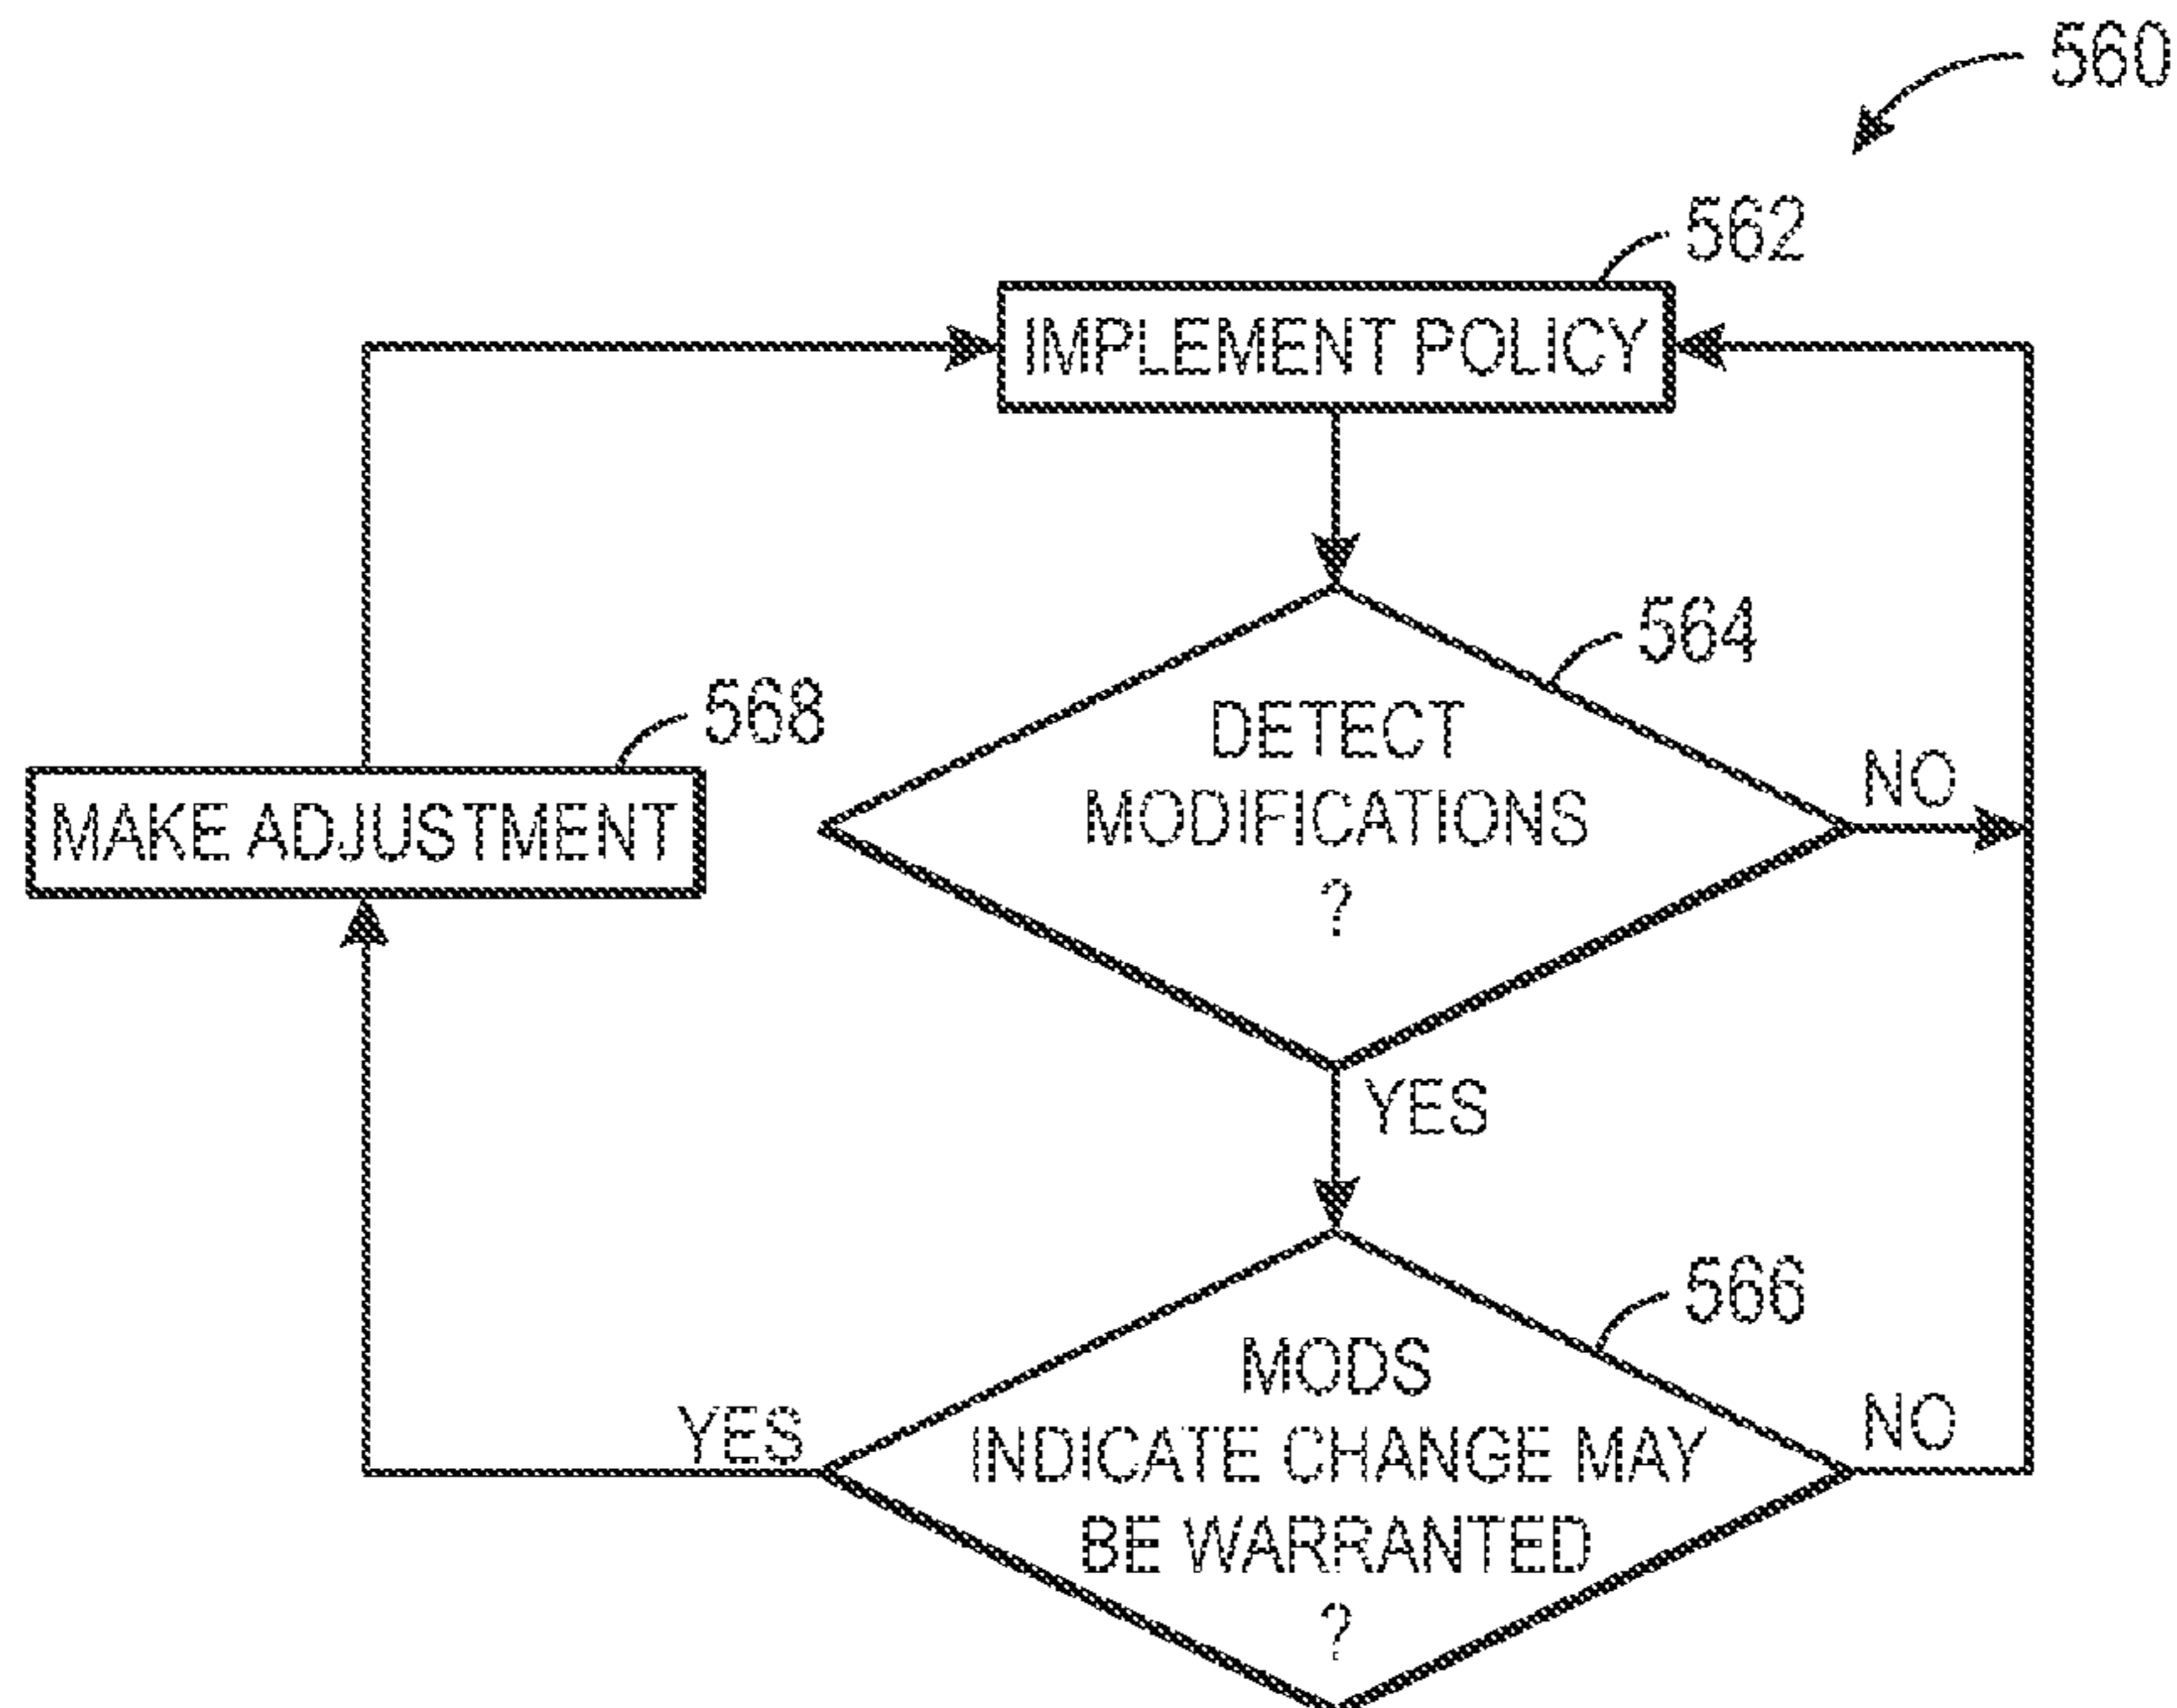 560
562
IMPLEMENT POLICY
564
568
DETECT
MODIFICATIONS
?
NO
MAKE ADJUSTMENT
YES
566
MODS
INDICATE CHANGE MAY
BE WARRANTED
?
YES
NO